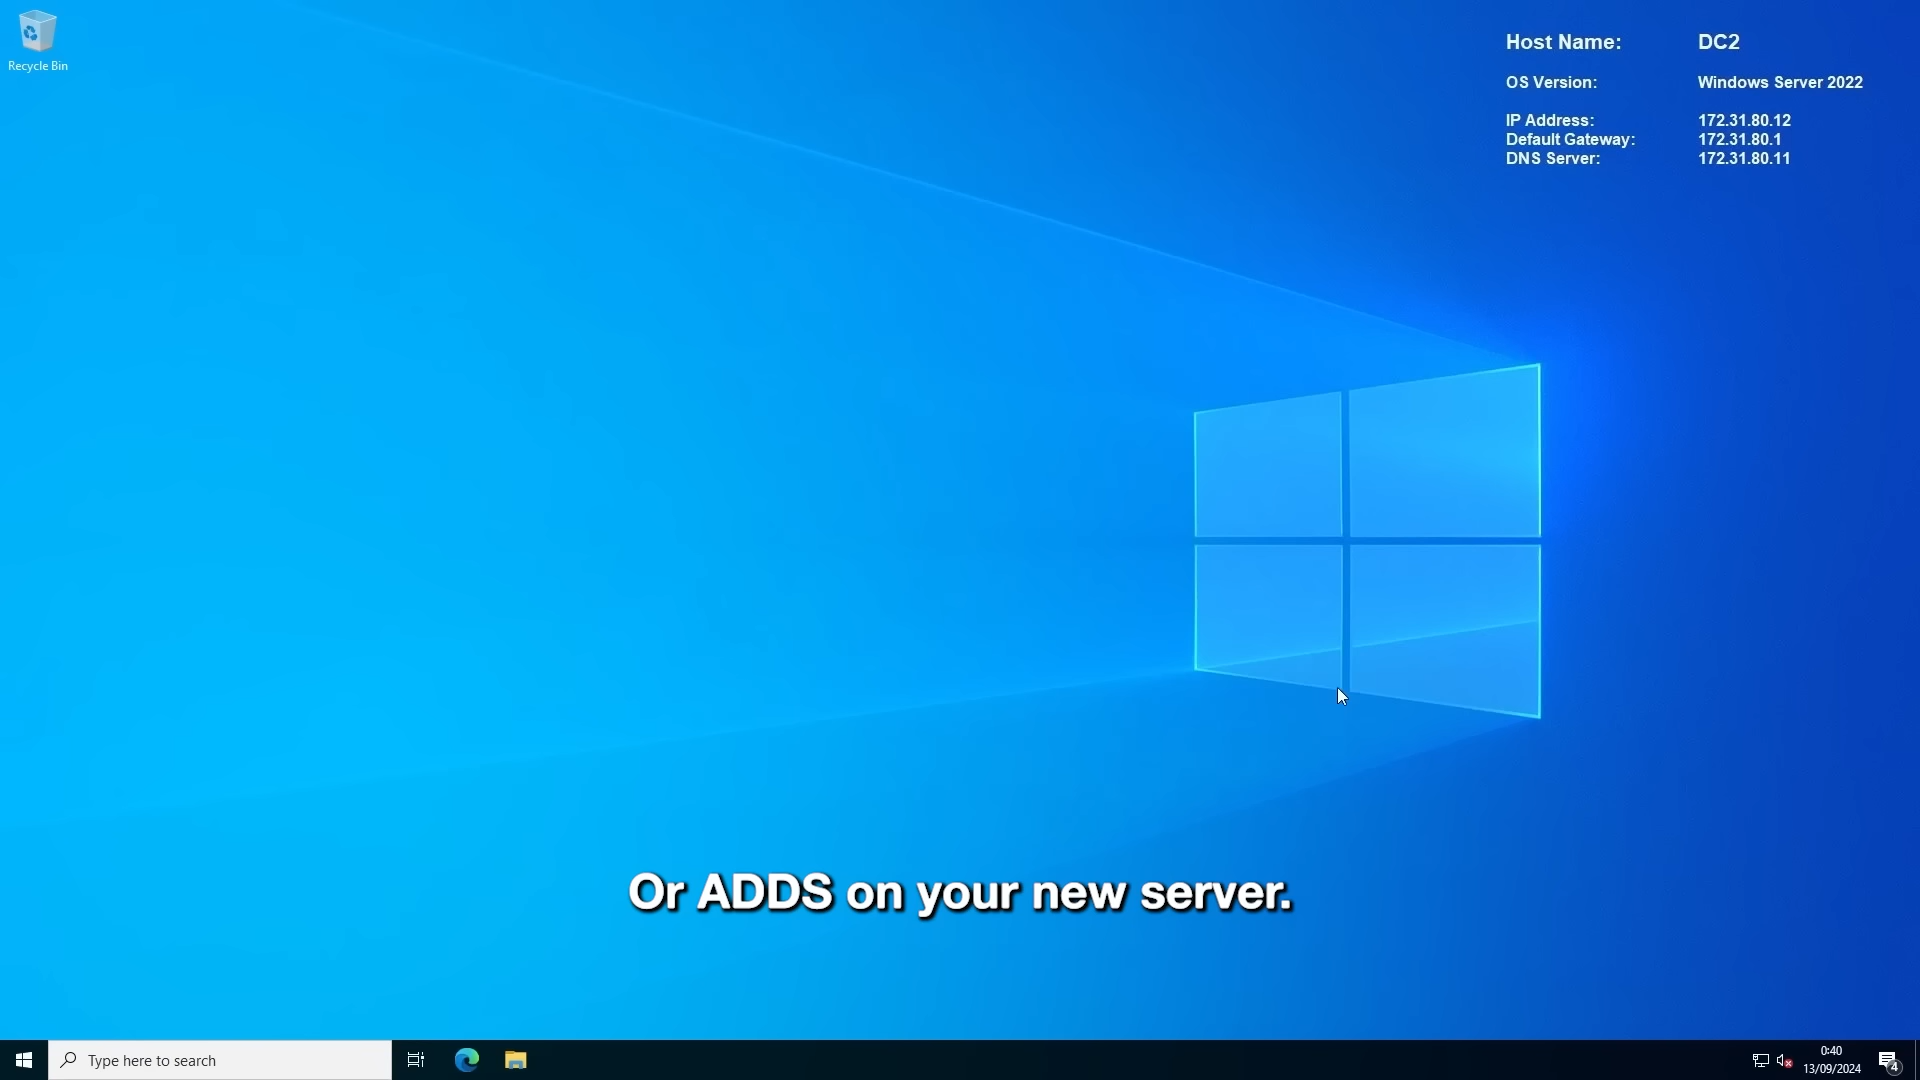 Recycle Bin
Host Name: DC2
OS Version: Windows Server 2022
IP Address: 172.31.80.12
Default Gateway: 172.31.80.1
DNS Server: 172.31.80.11
Or ADDS on your new server.
Type here to search
0:40
13/09/2024
4